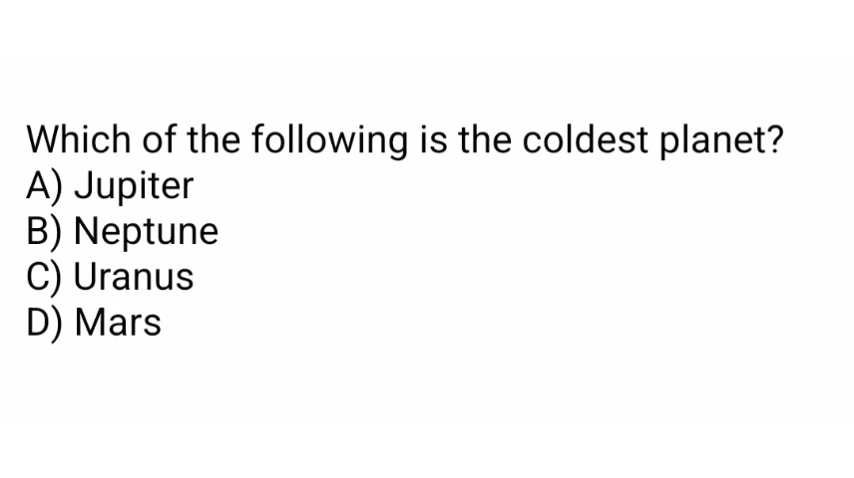 Which of the following is the coldest planet?
A) Jupiter
B) Neptune
C) Uranus
D) Mars